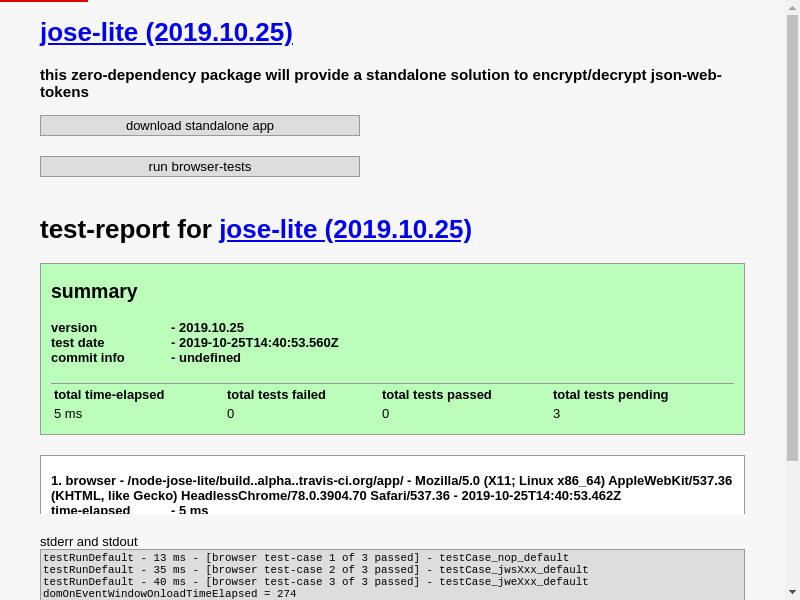 jose-lite (2019.10.25)
this zero-dependency package will provide a standalone solution to encrypt/decrypt json-web-
tokens
download standalone app
run browser-tests
test-report for jose-lite (2019.10.25)
summary
version - 2019.10.25
test date - 2019-10-25T14:40:53.560Z
commit info - undefined
total time-elapsed total tests failed total tests passed total tests pending
5 ms 0 0 3
1. browser - /node-jose-lite/build..alpha..travis-ci.org/app/ - Mozilla/5.0 (X11; Linux x86_64) AppleWebKit/537.36
(KHTML, like Gecko) HeadlessChrome/78.0.3904.70 Safari/537.36 - 2019-10-25T14:40:53.462Z
time-elapsed - 5 ms
stderr and stdout
testRunDefault - 13 ms - [browser test-case 1 of 3 passed] - testCase_nop_default
testRunDefault - 35 ms - [browser test-case 2 of 3 passed] - testCase_jwsXxx_default
testRunDefault - 40 ms - [browser test-case 3 of 3 passed] - testCase_jweXxx_default
domOnEventWindowOnloadTimeElapsed = 274